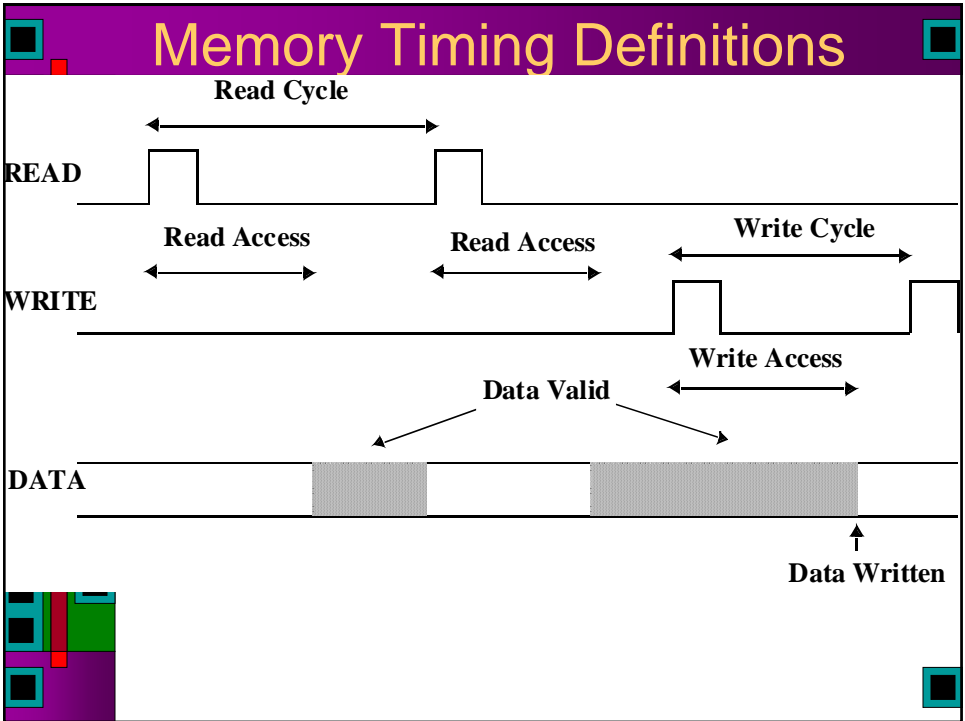 Memory Timing Definitions
Read Cycle
READ
Read Access
Read Access
Write Cycle
WRITE
Write Access
Data Valid
DATA
Data Written